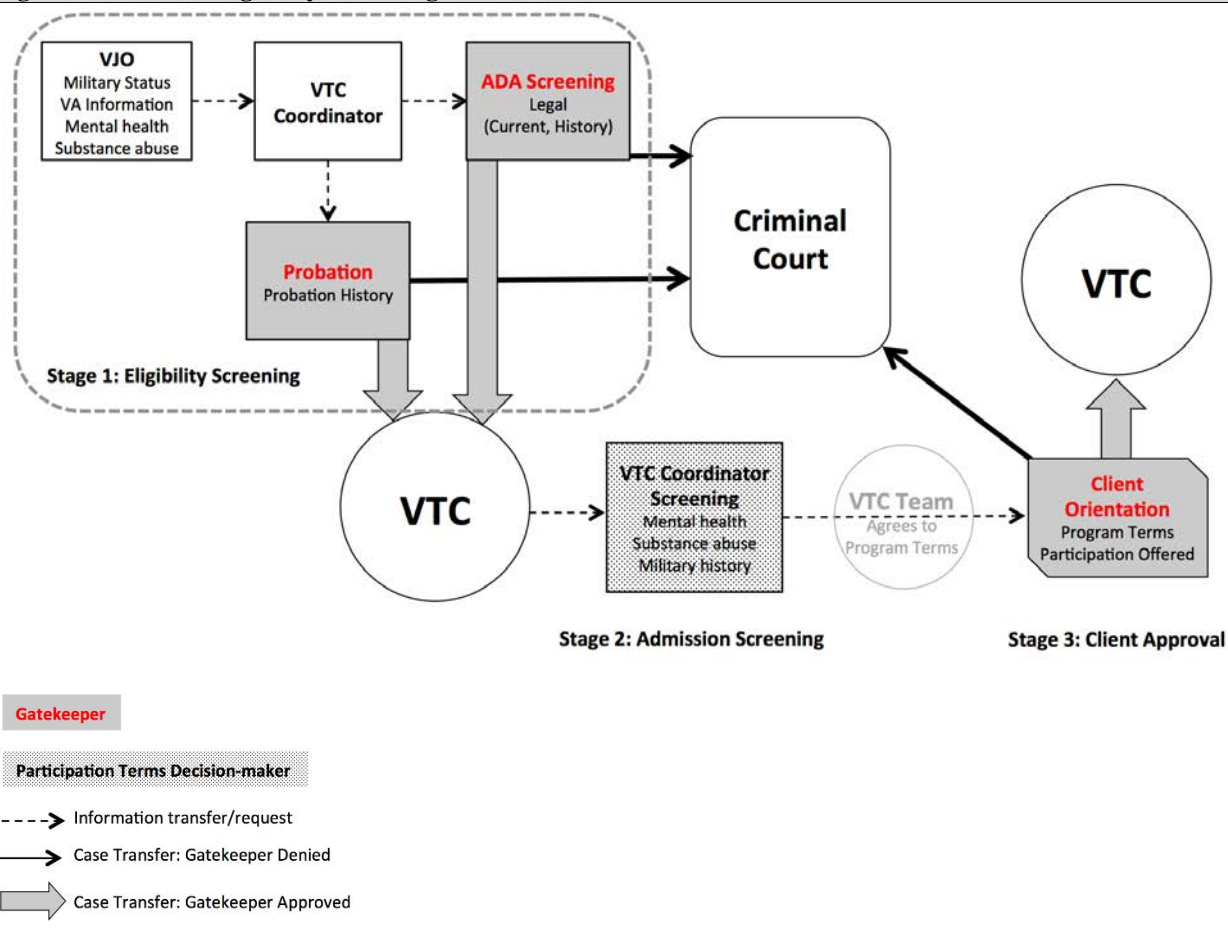 VJO
Military Status
VA Information
Mental health
Substance abuse
VTC
Coordinator
ADA Screening
Legal
(Current, History)
Probation
Probation History
Criminal
Court
VTC
Stage 1: Eligibility Screening
VTC
VTC Coordinator
Screening
Mental health
Substance abuse
Military history
VTC Team
Agrees to
Program Terms
Client
Orientation
Program Terms
Participation Offered
Stage 2: Admission Screening
Stage 3: Client Approval
Gatekeeper
Participation Terms Decision-maker
Information transfer/request
Case Transfer: Gatekeeper Denied
Case Transfer: Gatekeeper Approved